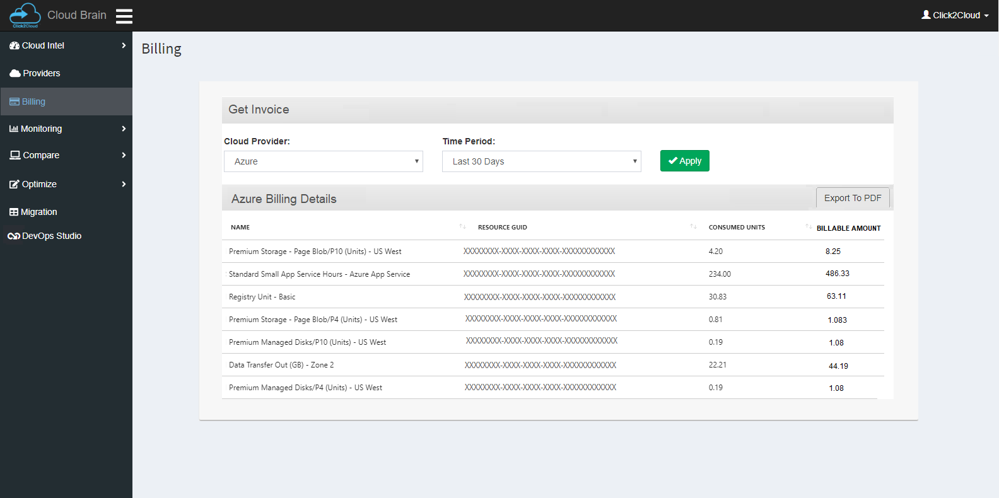 Click2Cloud
Cloud Brain
Click2Cloud
Cloud Intel
Providers
Billing
Monitoring
Compare
Optimize
Migration
DevOps Studio
Billing
Get Invoice
Cloud Provider: Time Period:
Azure Last 30 Days Apply
Azure Billing Details Export To PDF
NAME RESOURCE GUID CONSUMED UNITS BILLABLE AMOUNT
Premium Storage - Page Blob/P10 (Units) - US West XXXXXXXX-XXXX-XXXX-XXXX-XXXXXXXXXXXX 4.20 8.25
Standard Small App Service Hours - Azure App Service XXXXXXXX-XXXX-XXXX-XXXX-XXXXXXXXXXXX 234.00 486.33
Registry Unit - Basic XXXXXXXX-XXXX-XXXX-XXXX-XXXXXXXXXXXX 30.83 63.11
Premium Storage - Page Blob/P4 (Units) - US West XXXXXXXX-XXXX-XXXX-XXXX-XXXXXXXXXXXX 0.81 1.083
Premium Managed Disks/P10 (Units) - US West XXXXXXXX-XXXX-XXXX-XXXX-XXXXXXXXXXXX 0.19 1.08
Data Transfer Out (GB) - Zone 2 XXXXXXXX-XXXX-XXXX-XXXX-XXXXXXXXXXXX 22.21 44.19
Premium Managed Disks/P4 (Units) - US West XXXXXXXX-XXXX-XXXX-XXXX-XXXXXXXXXXXX 0.19 1.08